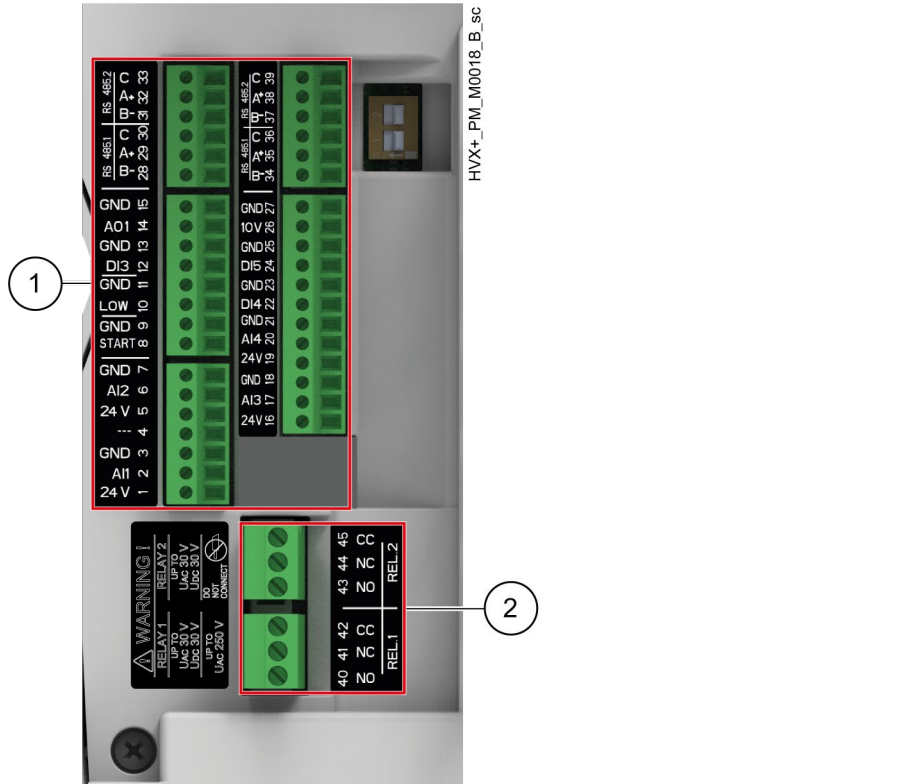 HVX+_PM_M0018_B_sc
RS 485.2
C 33
A+ 32
B- 31
RS 485.1
C 30
A+ 29
B- 28
GND 15
AO1 14
GND 13
DI3 12
GND 11
LOW 10
GND 9
START 8
GND 7
AI2 6
24 V 5
--- 4
GND 3
AI1 2
24 V 1
RS 485.2
C 39
A+ 38
B- 37
RS 485.1
C 36
A+ 35
B- 34
GND 27
10V 26
GND 25
DI5 24
GND 23
DI4 22
GND 21
AI4 20
24V 19
GND 18
AI3 17
24V 16
1
WARNING !
RELAY 1
UP TO
UAC 30 V
UDC 30 V
UP TO
UAC 250 V
RELAY 2
UP TO
UAC 30 V
UDC 30 V
DO
NOT
CONNECT
45 CC
44 NC
43 NO
REL.2
42 CC
41 NC
40 NO
REL.1
2